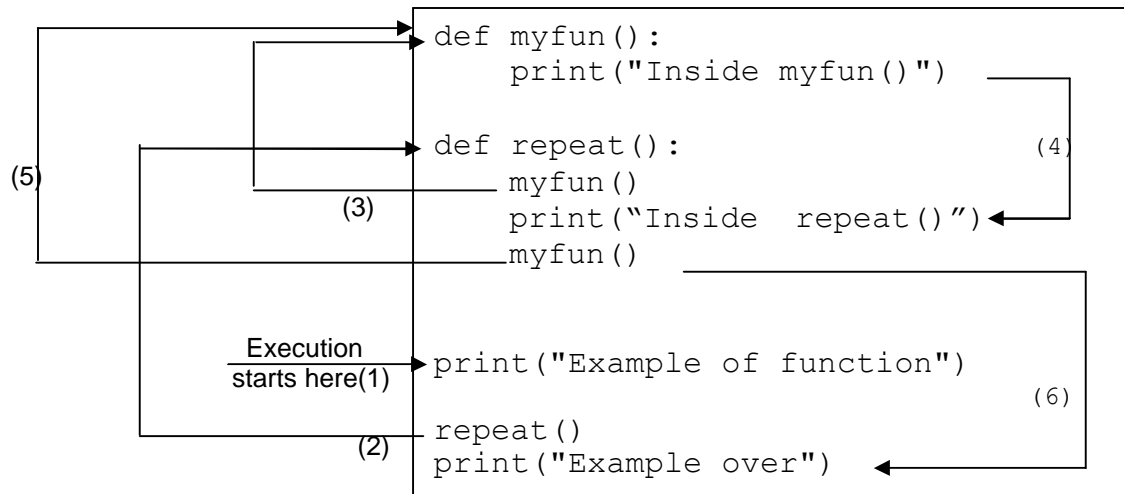 def myfun():
print("Inside myfun()")
def repeat():
(4)
(5)
myfun()
(3)
print(“Inside repeat()”)
myfun()
Execution
starts here(1)
print("Example of function")
(6)
repeat()
(2)
print("Example over")